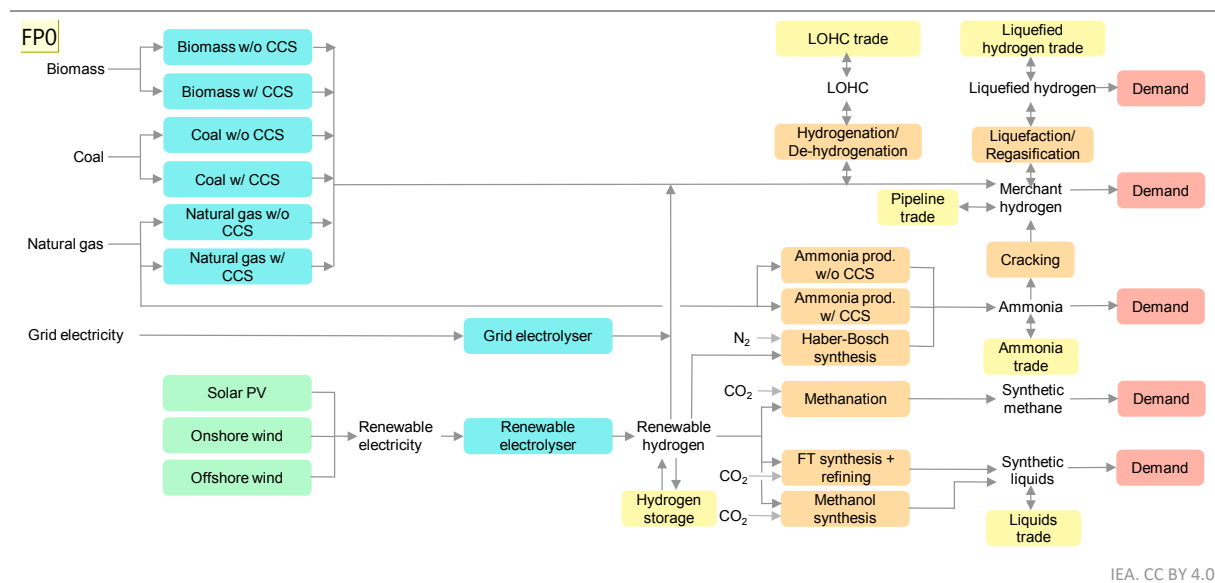 FP0
Biomass
Biomass w/o CCS
Biomass w/ CCS
Coal
Coal w/o CCS
Coal w/ CCS
Natural gas
Natural gas w/o
CCS
Natural gas w/
CCS
Grid electricity
Grid electrolyser
Solar PV
Onshore wind
Offshore wind
Renewable
electricity
Renewable
electrolyser
Renewable
hydrogen
Hydrogen
storage
LOHC trade
LOHC
Hydrogenation/
De-hydrogenation
Liquefied
hydrogen trade
Liquefied hydrogen
Demand
Liquefaction/
Regasification
Pipeline
trade
Merchant
hydrogen
Demand
Cracking
Ammonia prod.
w/o CCS
Ammonia prod.
w/ CCS
N₂
Haber-Bosch
synthesis
Ammonia
Demand
Ammonia
trade
CO₂
Methanation
Synthetic
methane
Demand
CO₂
FT synthesis +
refining
CO₂
Methanol
synthesis
Synthetic
liquids
Demand
Liquids
trade
IEA. CC BY 4.0